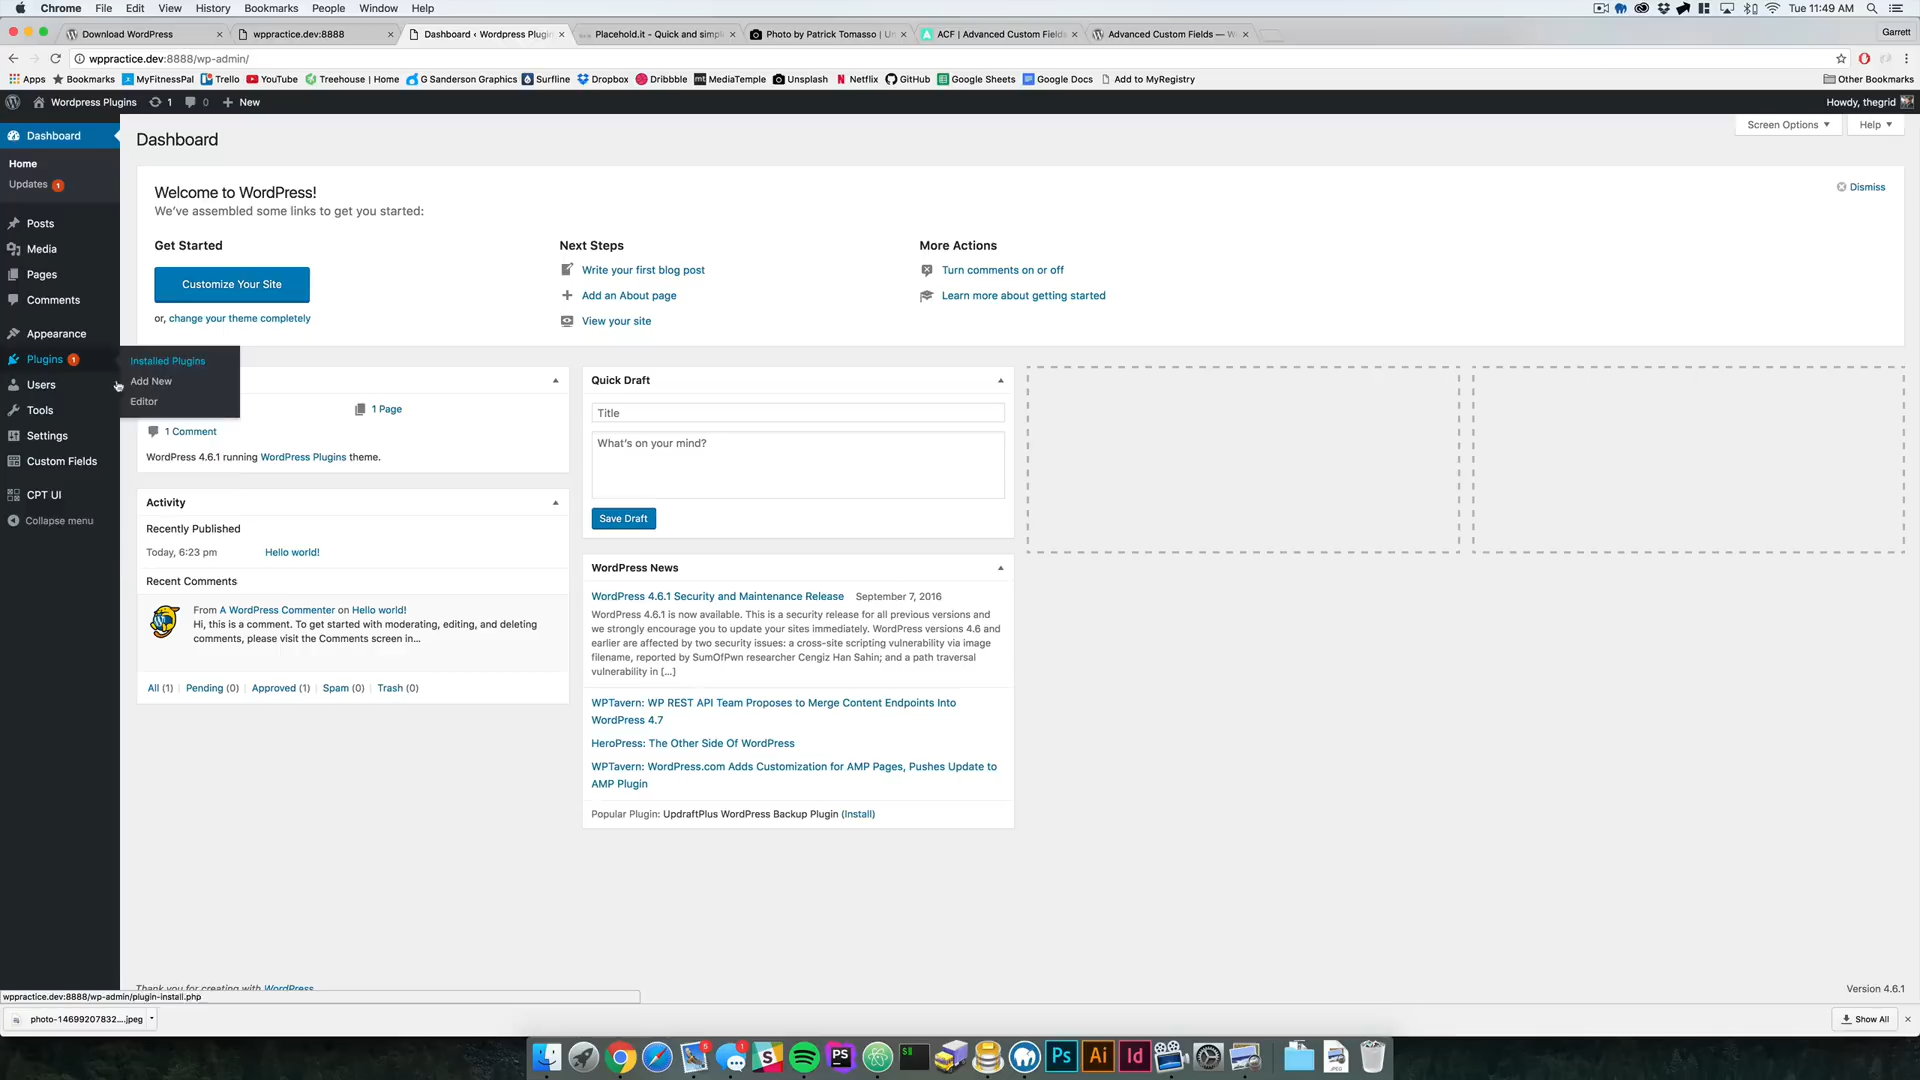 Chrome File Edit View History Bookmarks People Window Help Tue 11:49 AM
Download WordPress
wppractice.dev:8888
Dashboard ‹ Wordpress Plugin
Placehold.it - Quick and simpl
Photo by Patrick Tomasso | Un
ACF | Advanced Custom Fields
Advanced Custom Fields — W
Garrett
wppractice.dev:8888/wp-admin/
Apps Bookmarks MyFitnessPal Trello YouTube Treehouse | Home G Sanderson Graphics Surfline Dropbox Dribbble MediaTemple Unsplash Netflix GitHub Google Sheets Google Docs Add to MyRegistry Other Bookmarks
Wordpress Plugins 1 0 New Howdy, thegrid
Screen Options Help
Dashboard
Home
Updates 1
Posts
Media
Pages
Comments
Appearance
Plugins 1
Users
Tools
Settings
Custom Fields
CPT UI
Collapse menu
Installed Plugins
Add New
Editor
Dashboard
Welcome to WordPress!
We've assembled some links to get you started:
Dismiss
Get Started
Customize Your Site
or, change your theme completely
Next Steps
Write your first blog post
Add an About page
View your site
More Actions
Turn comments on or off
Learn more about getting started
1 Page
1 Comment
WordPress 4.6.1 running WordPress Plugins theme.
Activity
Recently Published
Today, 6:23 pm Hello world!
Recent Comments
From A WordPress Commenter on Hello world!
Hi, this is a comment. To get started with moderating, editing, and deleting
comments, please visit the Comments screen in...
All (1) | Pending (0) | Approved (1) | Spam (0) | Trash (0)
Quick Draft
Title
What's on your mind?
Save Draft
WordPress News
WordPress 4.6.1 Security and Maintenance Release September 7, 2016
WordPress 4.6.1 is now available. This is a security release for all previous versions and
we strongly encourage you to update your sites immediately. WordPress versions 4.6 and
earlier are affected by two security issues: a cross-site scripting vulnerability via image
filename, reported by SumOfPwn researcher Cengiz Han Sahin; and a path traversal
vulnerability in [...]
WPTavern: WP REST API Team Proposes to Merge Content Endpoints Into
WordPress 4.7
HeroPress: The Other Side Of WordPress
WPTavern: WordPress.com Adds Customization for AMP Pages, Pushes Update to
AMP Plugin
Popular Plugin: UpdraftPlus WordPress Backup Plugin (Install)
Thank you for creating with WordPress
Version 4.6.1
wppractice.dev:8888/wp-admin/plugin-install.php
photo-14699207832....jpeg
Show All
5 1 S PS $ Ps Ai Id JPEG